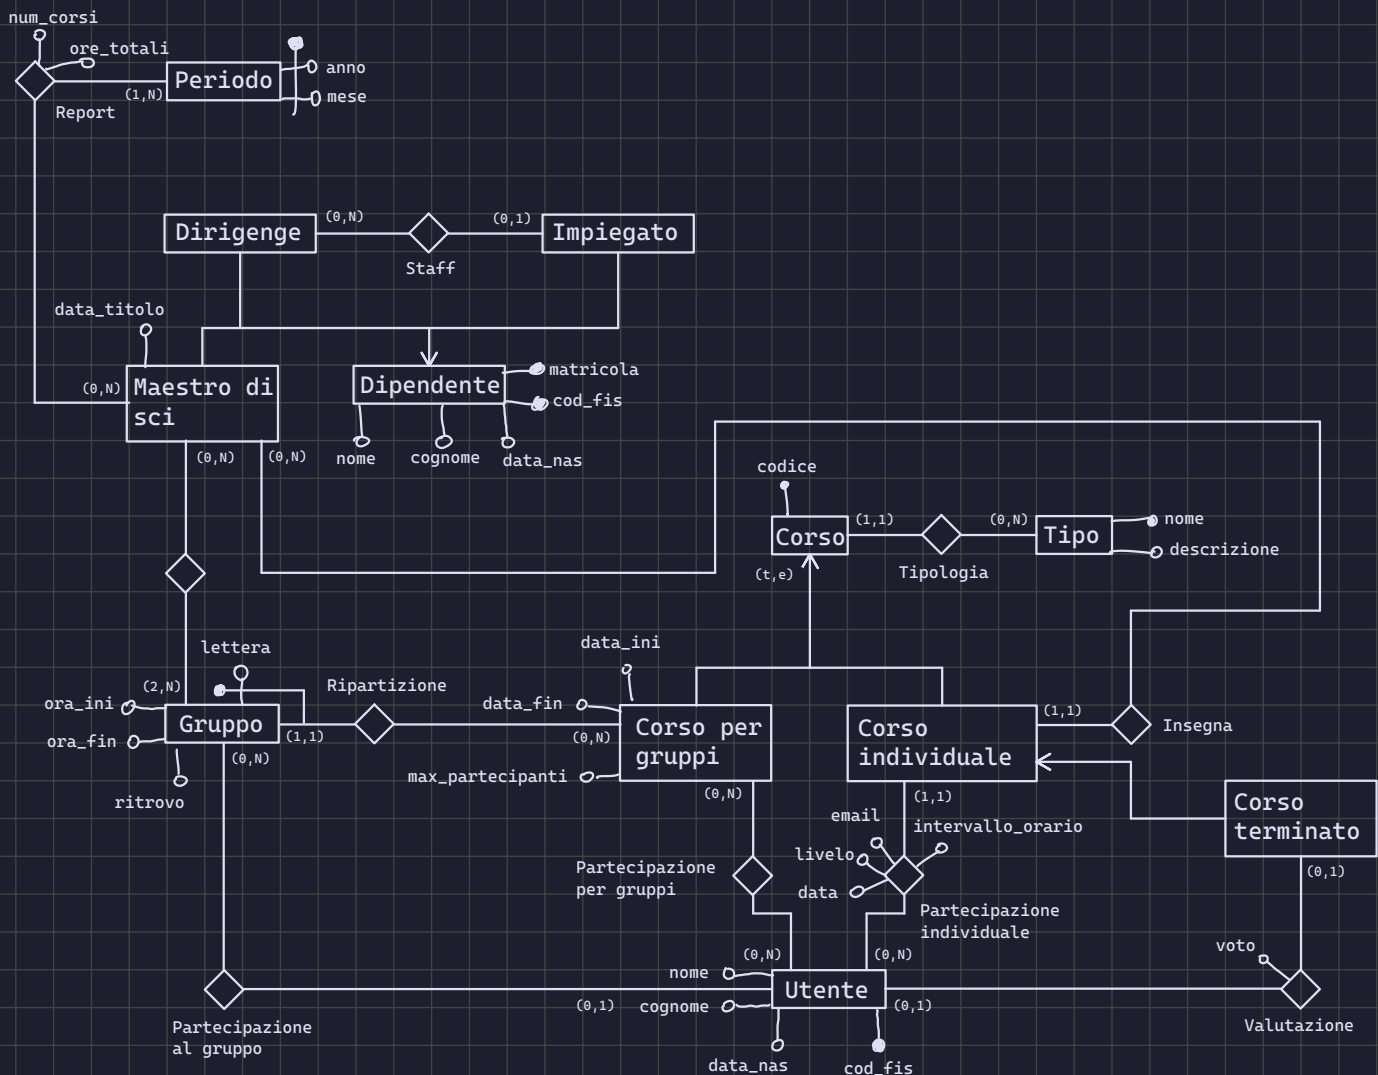 num_corsi
ore_totali
Periodo
anno
mese
(1,N)
Report
Dirigenge
(0,N)
(0,1)
Impiegato
Staff
data_titolo
(0,N)
Maestro di
sci
Dipendente
matricola
cod_fis
nome
cognome
data_nas
(0,N)
(0,N)
codice
Corso
(1,1)
(0,N)
Tipo
nome
descrizione
Tipologia
(t,e)
lettera
(2,N)
Ripartizione
data_ini
ora_ini
ora_fin
Gruppo
(1,1)
(0,N)
ritrovo
data_fin
(0,N)
max_partecipanti
Corso per
gruppi
(0,N)
Corso
individuale
(1,1)
Insegna
(1,1)
Corso
terminato
(0,1)
email
intervallo_orario
livelo
data
Partecipazione
per gruppi
Partecipazione
individuale
(0,N)
(0,N)
voto
nome
Utente
(0,1)
cognome
(0,1)
Valutazione
Partecipazione
al gruppo
data_nas
cod_fis